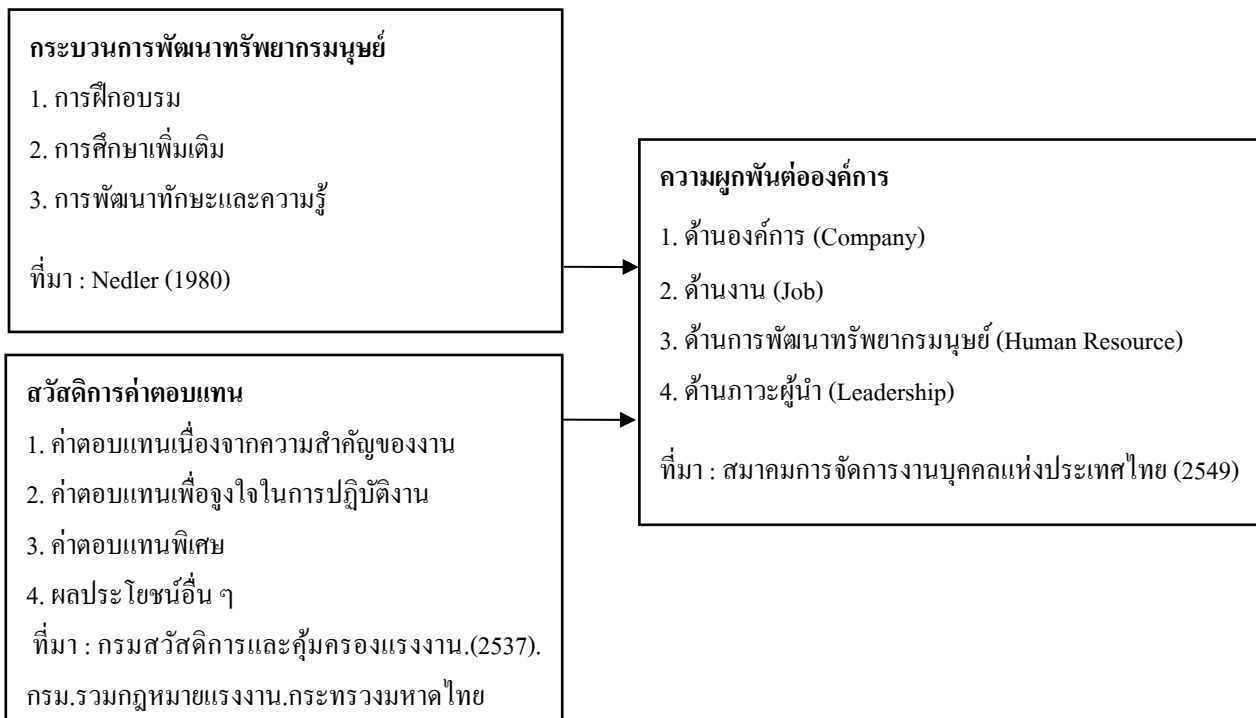 กระบวนการพัฒนาทรัพยากรมนุษย์
1. การฝึกอบรม
2. การศึกษาเพิ่มเติม
3. การพัฒนาทักษะและความรู้
ที่มา : Nedler (1980)
สวัสดิการค่าตอบแทน
1. ค่าตอบแทนเนื่องจากความสำคัญของงาน
2. ค่าตอบแทนเพื่อจูงใจในการปฏิบัติงาน
3. ค่าตอบแทนพิเศษ
4. ผลประโยชน์อื่น ๆ
ที่มา : กรมสวัสดิการและคุ้มครองแรงงาน.(2537).
กรม.รวมกฎหมายแรงงาน.กระทรวงมหาดไทย
ความผูกพันต่อองค์การ
1. ด้านองค์การ (Company)
2. ด้านงาน (Job)
3. ด้านการพัฒนาทรัพยากรมนุษย์ (Human Resource)
4. ด้านภาวะผู้นำ (Leadership)
ที่มา : สมาคมการจัดการงานบุคคลแห่งประเทศไทย (2549)